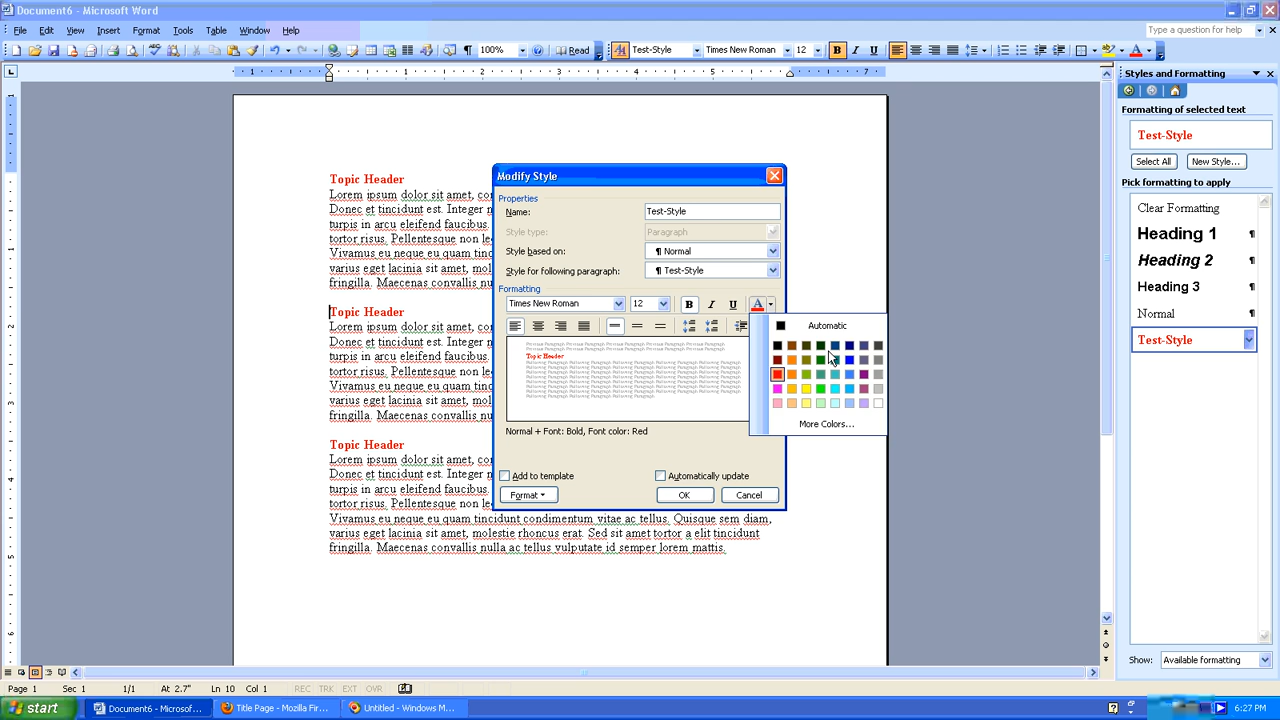 Document6 - Microsoft Word
File Edit View Insert Format Tools Table Window Help
Type a question for help
100% Read Test-Style Times New Roman 12 B I U
1 1 2 3 4 5 7
Styles and Formatting
Formatting of selected text
Test-Style
Select All New Style...
Pick formatting to apply
Clear Formatting
Heading 1
Heading 2
Heading 3
Normal
Test-Style
Show: Available formatting
Topic Header
Lorem ipsum dolor sit amet, co
Donec et tincidunt est. Integer
turpis in arcu eleifend faucibus.
tortor risus. Pellentesque non le
Vivamus eu neque eu quam
varius eget lacinia sit amet, mol
fringilla. Maecenas convallis
Topic Header
Lorem ipsum dolor sit amet, co
Donec et tincidunt est. Integer
turpis in arcu eleifend faucibus.
tortor risus. Pellentesque non le
Vivamus eu neque eu quam
varius eget lacinia sit amet, mol
fringilla. Maecenas convallis
Topic Header
Lorem ipsum dolor sit amet, co
Donec et tincidunt est. Integer
turpis in arcu eleifend faucibus.
tortor risus. Pellentesque non
Vivamus eu neque eu quam tincidunt condimentum vitae ac tellus. Quisque sem diam,
varius eget lacinia sit amet, molestie rhoncus erat. Sed sit amet tortor a elit tincidunt
fringilla. Maecenas convallis nulla ac tellus vulputate id semper lorem mattis.
Modify Style
Properties
Name: Test-Style
Style type: Paragraph
Style based on: ¶ Normal
Style for following paragraph: ¶ Test-Style
Formatting
Times New Roman 12 B I U A
Automatic
More Colors...
Topic Header
Normal + Font: Bold, Font color: Red
Add to template Automatically update
Format OK Cancel
Page 1 Sec 1 1/1 At 2.7" Ln 10 Col 1 REC TRK EXT OVR
start Document6 - Microsof... Title Page - Mozilla Fir... Untitled - Windows M... 6:27 PM